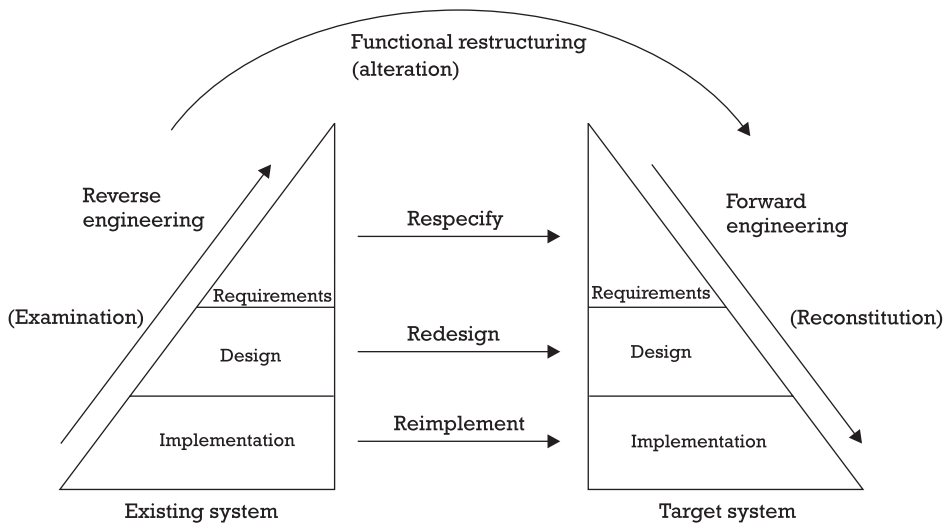 Functional restructuring
(alteration)
Reverse
engineering
Forward
engineering
Respecify
Requirements
Requirements
(Examination)
(Reconstitution)
Redesign
Design
Design
Reimplement
Implementation
Implementation
Existing system
Target system